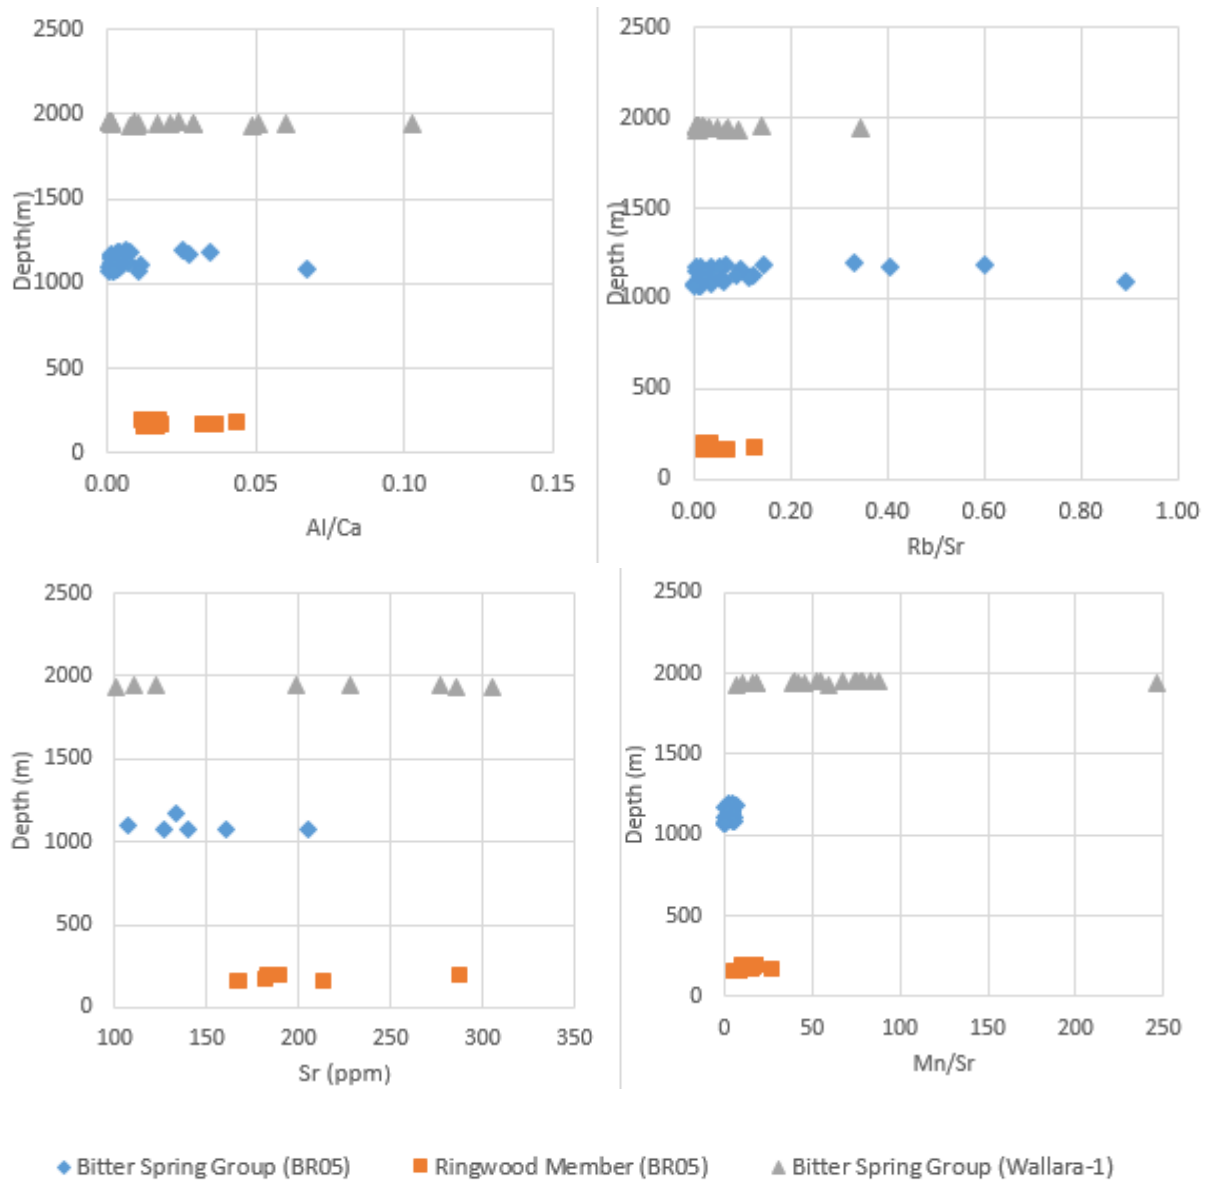 2500
2000
1500
1000
500
0
Depth(m)
0.00 0.05 0.10 0.15
Al/Ca
2500
2000
1500
1000
500
0
Depth (m)
0.00 0.20 0.40 0.60 0.80 1.00
Rb/Sr
2500
2000
1500
1000
500
0
Depth (m)
100 150 200 250 300 350
Sr (ppm)
2500
2000
1500
1000
500
0
Depth (m)
0 50 100 150 200 250
Mn/Sr
Bitter Spring Group (BR05) Ringwood Member (BR05) Bitter Spring Group (Wallara-1)